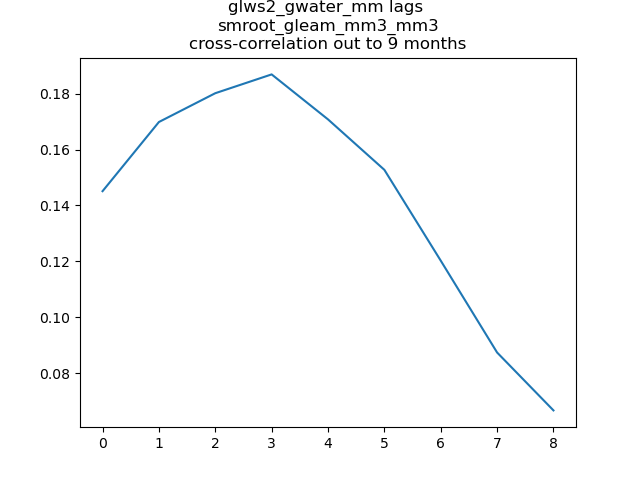 glws2_gwater_mm lags
smroot_gleam_mm3_mm3
cross-correlation out to 9 months
0.18
0.16
0.14
0.12
0.10
0.08
0 1 2 3 4 5 6 7 8